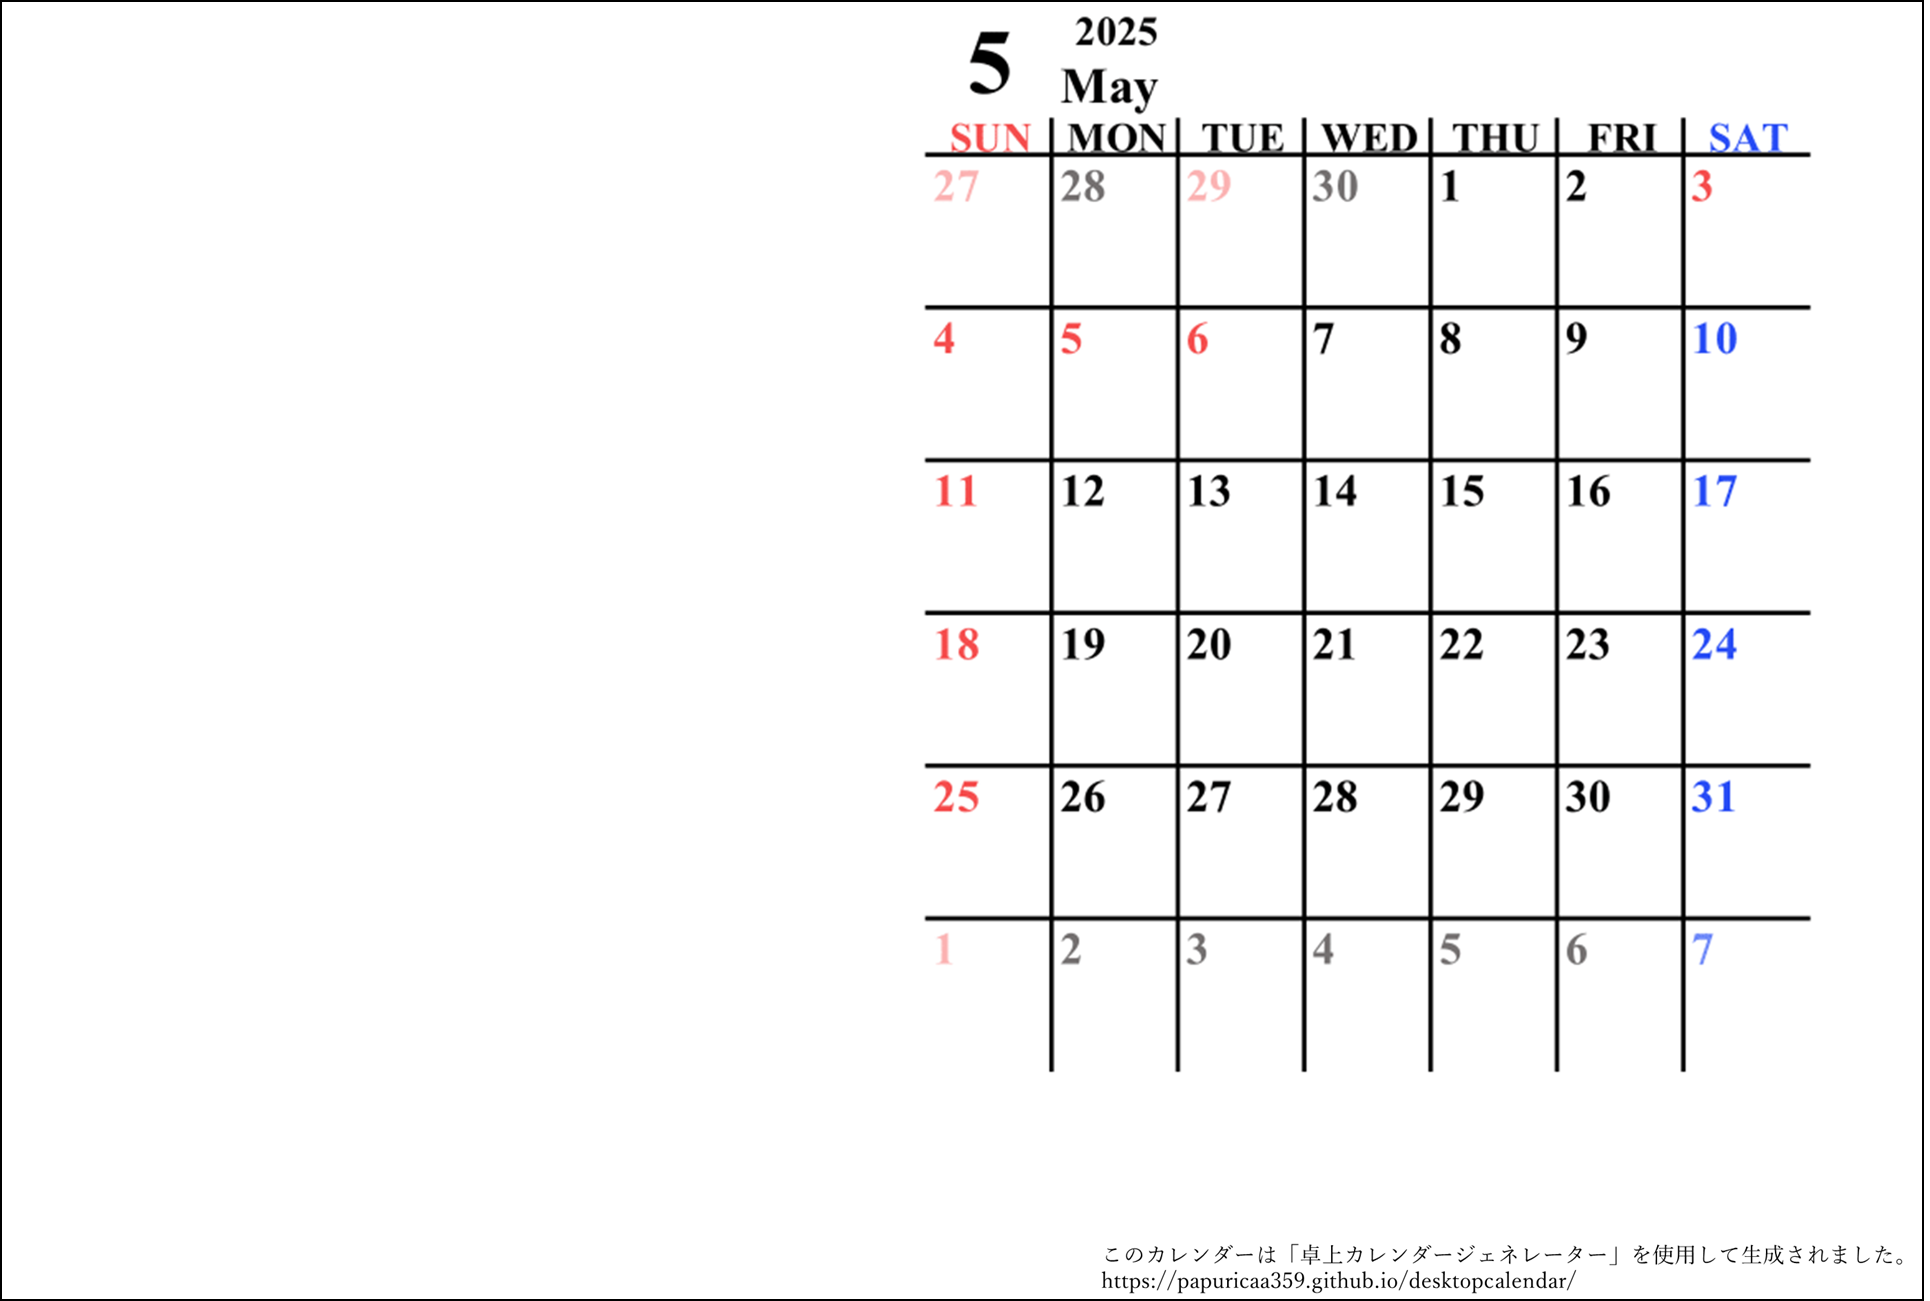 5
2025
May
SUN MON TUE WED THU FRI SAT
27 28 29 30 1 2 3
4 5 6 7 8 9 10
11 12 13 14 15 16 17
18 19 20 21 22 23 24
25 26 27 28 29 30 31
1 2 3 4 5 6 7
このカレンダーは「卓上カレンダージェネレーター」を使用して生成されました。
https://papuricaa359.github.io/desktopcalendar/